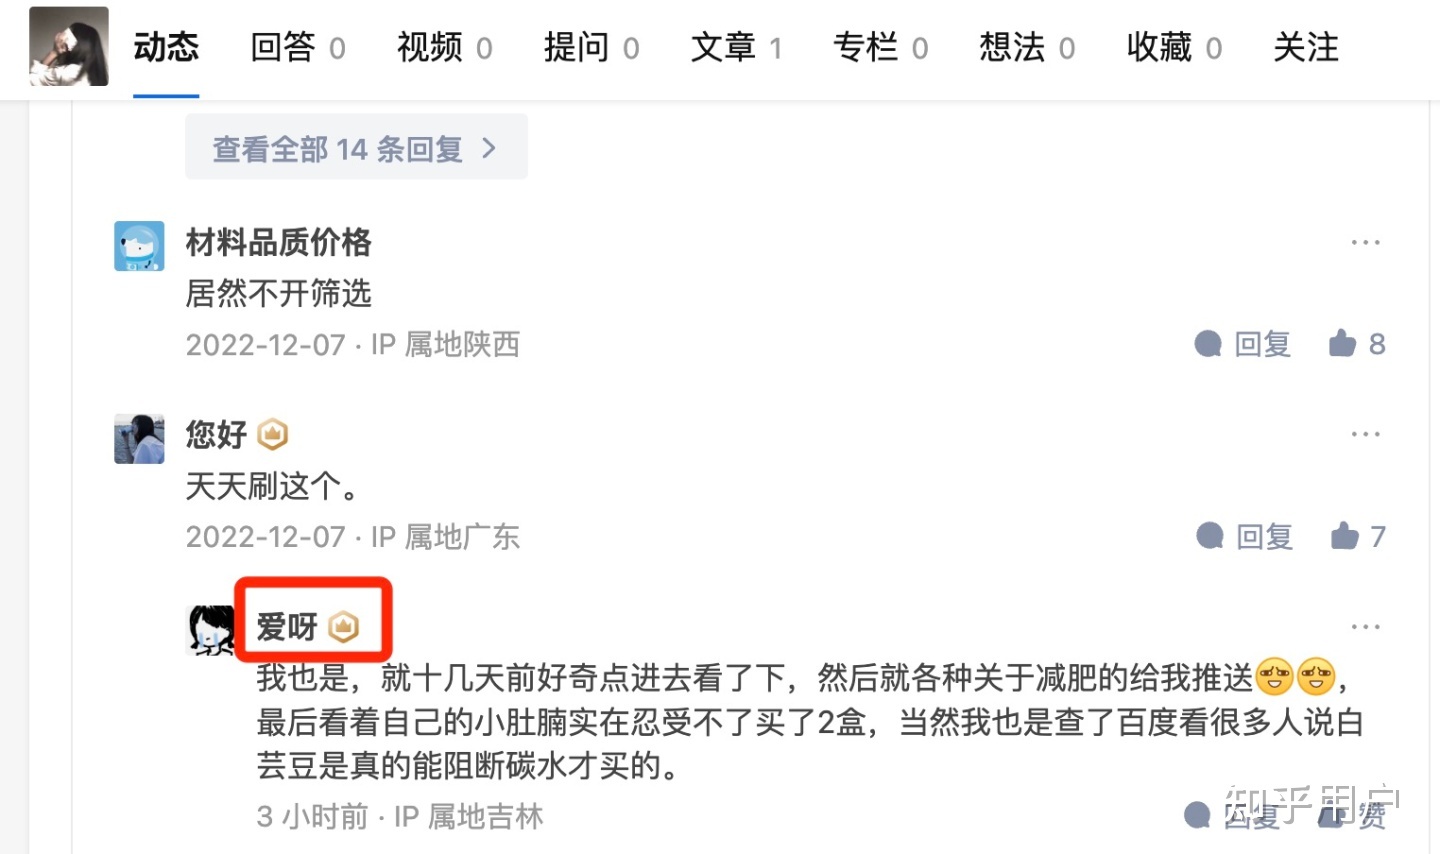 动态 回答 0 视频 0 提问 0 文章 1 专栏 0 想法 0 收藏 0 关注
查看全部 14 条回复 >
材料品质价格
居然不开筛选
2022-12-07 · IP 属地陕西 回复 8
您好
天天刷这个。
2022-12-07 · IP 属地广东 回复 7
爱呀
我也是，就十几天前好奇点进去看了下，然后就各种关于减肥的给我推送，
最后看着自己的小肚腩实在忍受不了买了2盒，当然我也是查了百度看很多人说白
芸豆是真的能阻断碳水才买的。
3 小时前 · IP 属地吉林 回复 赞
知乎用户